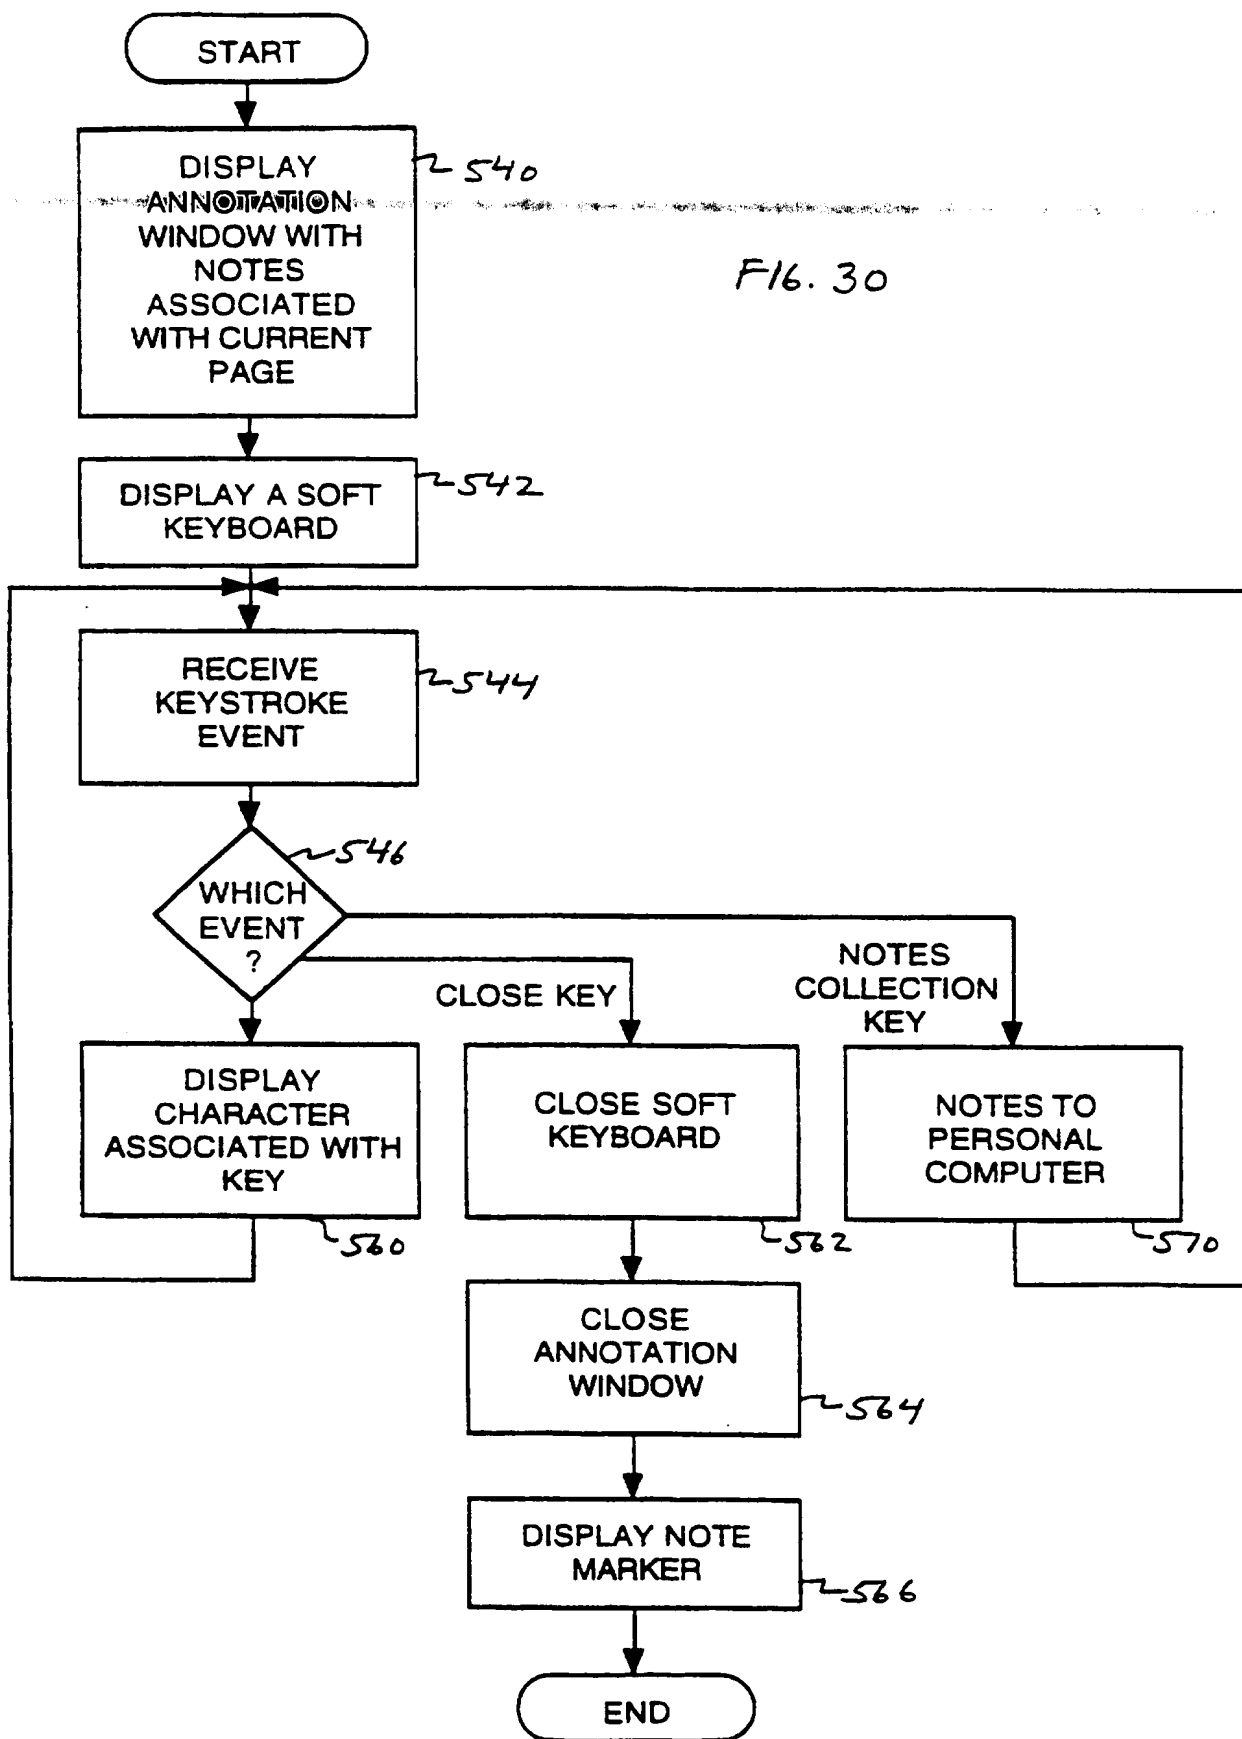 START
DISPLAY
ANNOTATION
WINDOW WITH
NOTES
ASSOCIATED
WITH CURRENT
PAGE
540
FIG. 30
DISPLAY A SOFT
KEYBOARD
542
RECEIVE
KEYSTROKE
EVENT
544
WHICH
EVENT
?
546
CLOSE KEY
NOTES
COLLECTION
KEY
DISPLAY
CHARACTER
ASSOCIATED WITH
KEY
560
CLOSE SOFT
KEYBOARD
562
NOTES TO
PERSONAL
COMPUTER
570
CLOSE
ANNOTATION
WINDOW
564
DISPLAY NOTE
MARKER
566
END